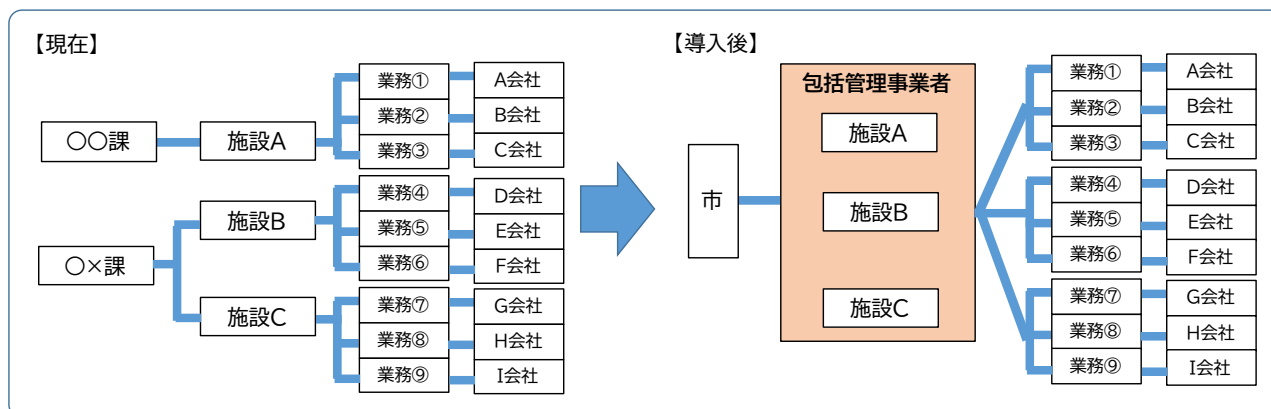 【現在】
〇〇課
施設A
業務①
A会社
業務②
B会社
業務③
C会社
〇×課
施設B
業務④
D会社
業務⑤
E会社
業務⑥
F会社
施設C
業務⑦
G会社
業務⑧
H会社
業務⑨
I会社
【導入後】
市
包括管理事業者
施設A
施設B
施設C
業務①
A会社
業務②
B会社
業務③
C会社
業務④
D会社
業務⑤
E会社
業務⑥
F会社
業務⑦
G会社
業務⑧
H会社
業務⑨
I会社